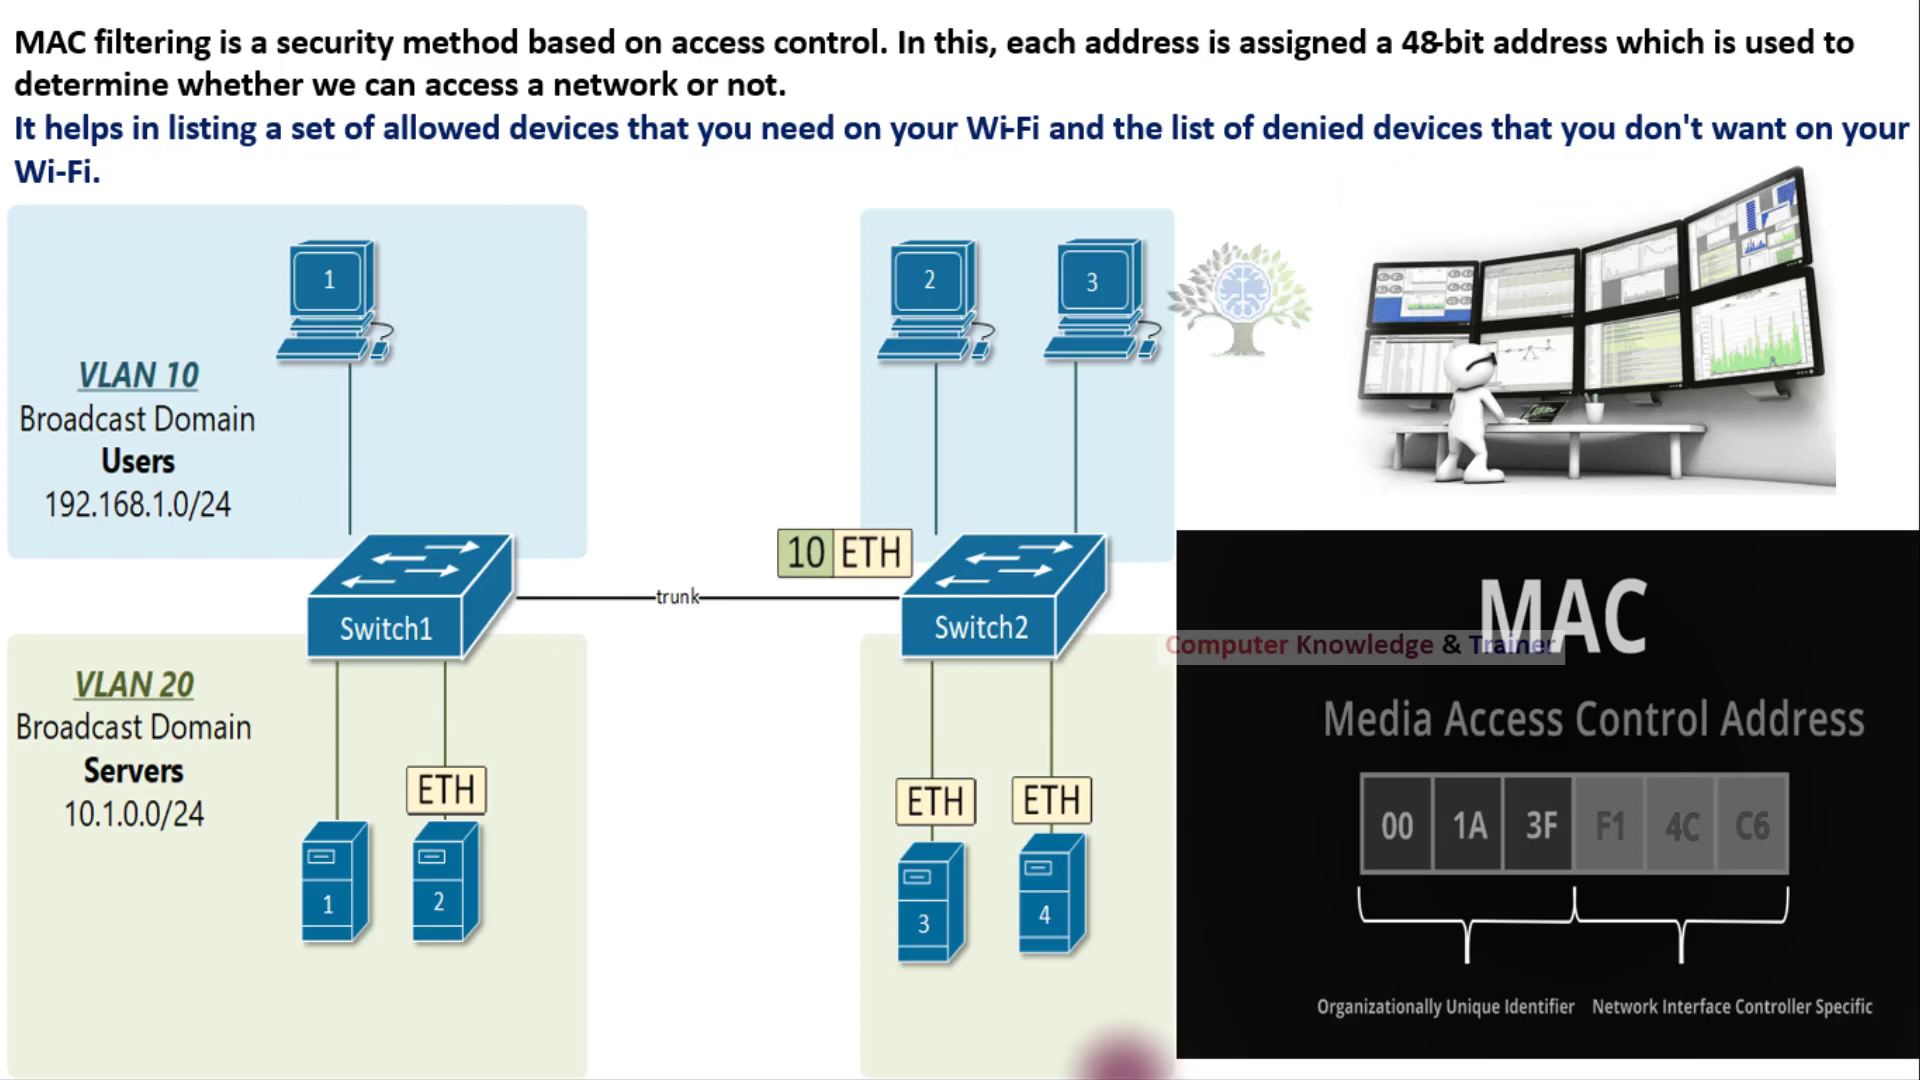 MAC filtering is a security method based on access control. In this, each address is assigned a 48-bit address which is used to
determine whether we can access a network or not.
It helps in listing a set of allowed devices that you need on your Wi-Fi and the list of denied devices that you don't want on your
Wi-Fi.
1
2
3
VLAN 10
Broadcast Domain
Users
192.168.1.0/24
10 ETH
trunk
Switch1
Switch2
VLAN 20
Broadcast Domain
Servers
10.1.0.0/24
ETH
ETH
ETH
1
2
3
4
MAC
Computer Knowledge & Trainer
Media Access Control Address
00 1A 3F F1 4C C6
Organizationally Unique Identifier
Network Interface Controller Specific